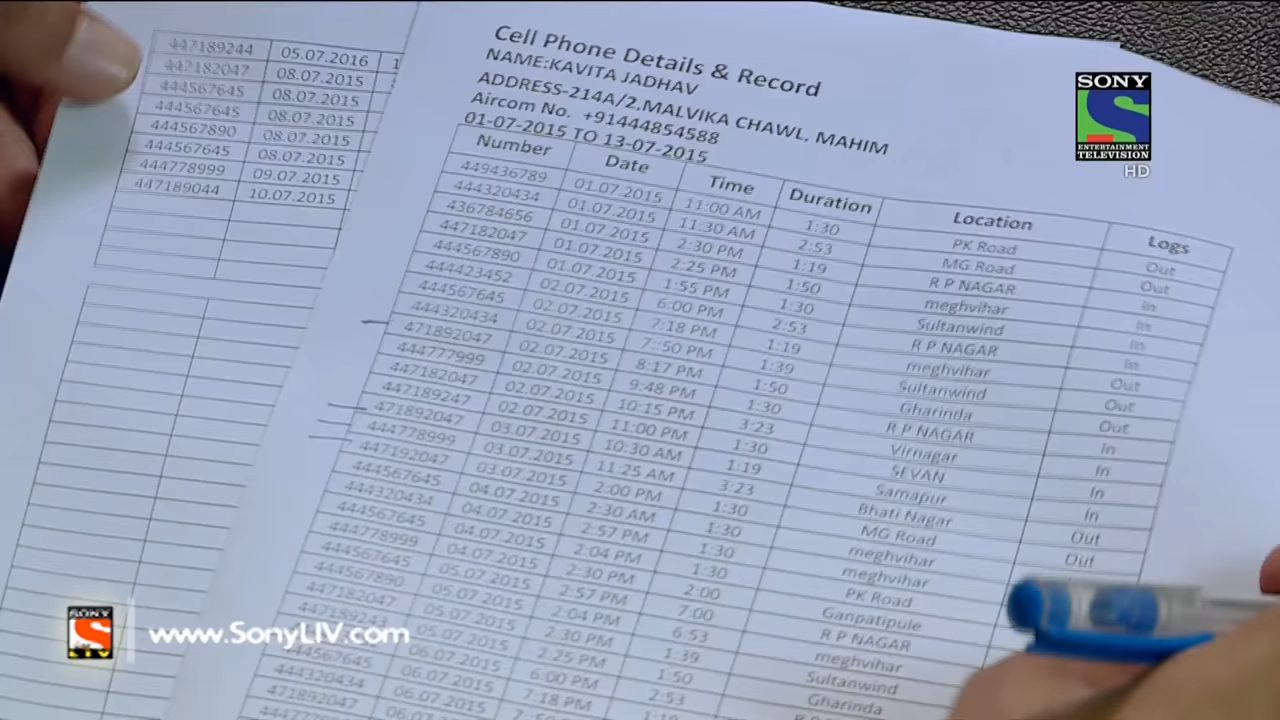 447189244 05.07.2016 1
447182047 08.07.2015
444567645 08.07.2015
444567645 08.07.2015
444567890 08.07.2015
444567645 08.07.2015
444778999 09.07.2015
447189044 10.07.2015
Cell Phone Details & Record
NAME:KAVITA JADHAV
ADDRESS-214A/2.MALVIKA CHAWL, MAHIM
Aircom No. +91444854588
01-07-2015 TO 13-07-2015
Number Date Time Duration Location Logs
449436789 01.07.2015 11:00 AM 1:30 PK Road Out
444320434 01.07.2015 11:30 AM 2:53 MG Road Out
436784656 01.07.2015 2:30 PM 1:19 R P NAGAR In
447182047 01.07.2015 2:25 PM 1:50 meghvihar In
444567890 01.07.2015 1:55 PM 1:30 Sultanwind In
444423452 02.07.2015 6:00 PM 2:53 R P NAGAR In
444567645 02.07.2015 7:18 PM 1:19 meghvihar Out
444320434 02.07.2015 7::50 PM 1:39 Sultanwind Out
471892047 02.07.2015 8:17 PM 1:50 Gharinda Out
444777999 02.07.2015 9:48 PM 1:30 R P NAGAR In
447182047 02.07.2015 10:15 PM 3:23 Virnagar In
447189247 02.07.2015 11:00 PM 1:30 SEVAN In
471892047 03.07.2015 10:30 AM 1:19 Samapur In
444778999 03.07.2015 11:25 AM 3:23 Bhati Nagar Out
447192047 03.07.2015 2:00 PM 1:30 MG Road Out
444567645 04.07.2015 2:30 AM 1:30 meghvihar
444320434 04.07.2015 2:57 PM 1:30 meghvihar
444567645 04.07.2015 2:04 PM 1:30 PK Road
444778999 04.07.2015 2:30 PM 2:00 Ganpatipule
444567645 05.07.2015 2:57 PM 7:00 R P NAGAR
444567890 05.07.2015 2:04 PM 6:53 meghvihar
447182047 05.07.2015 2.30 PM 1:39 Sultanwind
05.07.2015 1:50 Gharinda
444567645 06.07.2015 6:00 PM 2:53
444320434 06.07.2015 7:18 PM
471892047
SONY
ENTERTAINMENT
TELEVISION
HD
SONY
LIV
www.SonyLIV.com